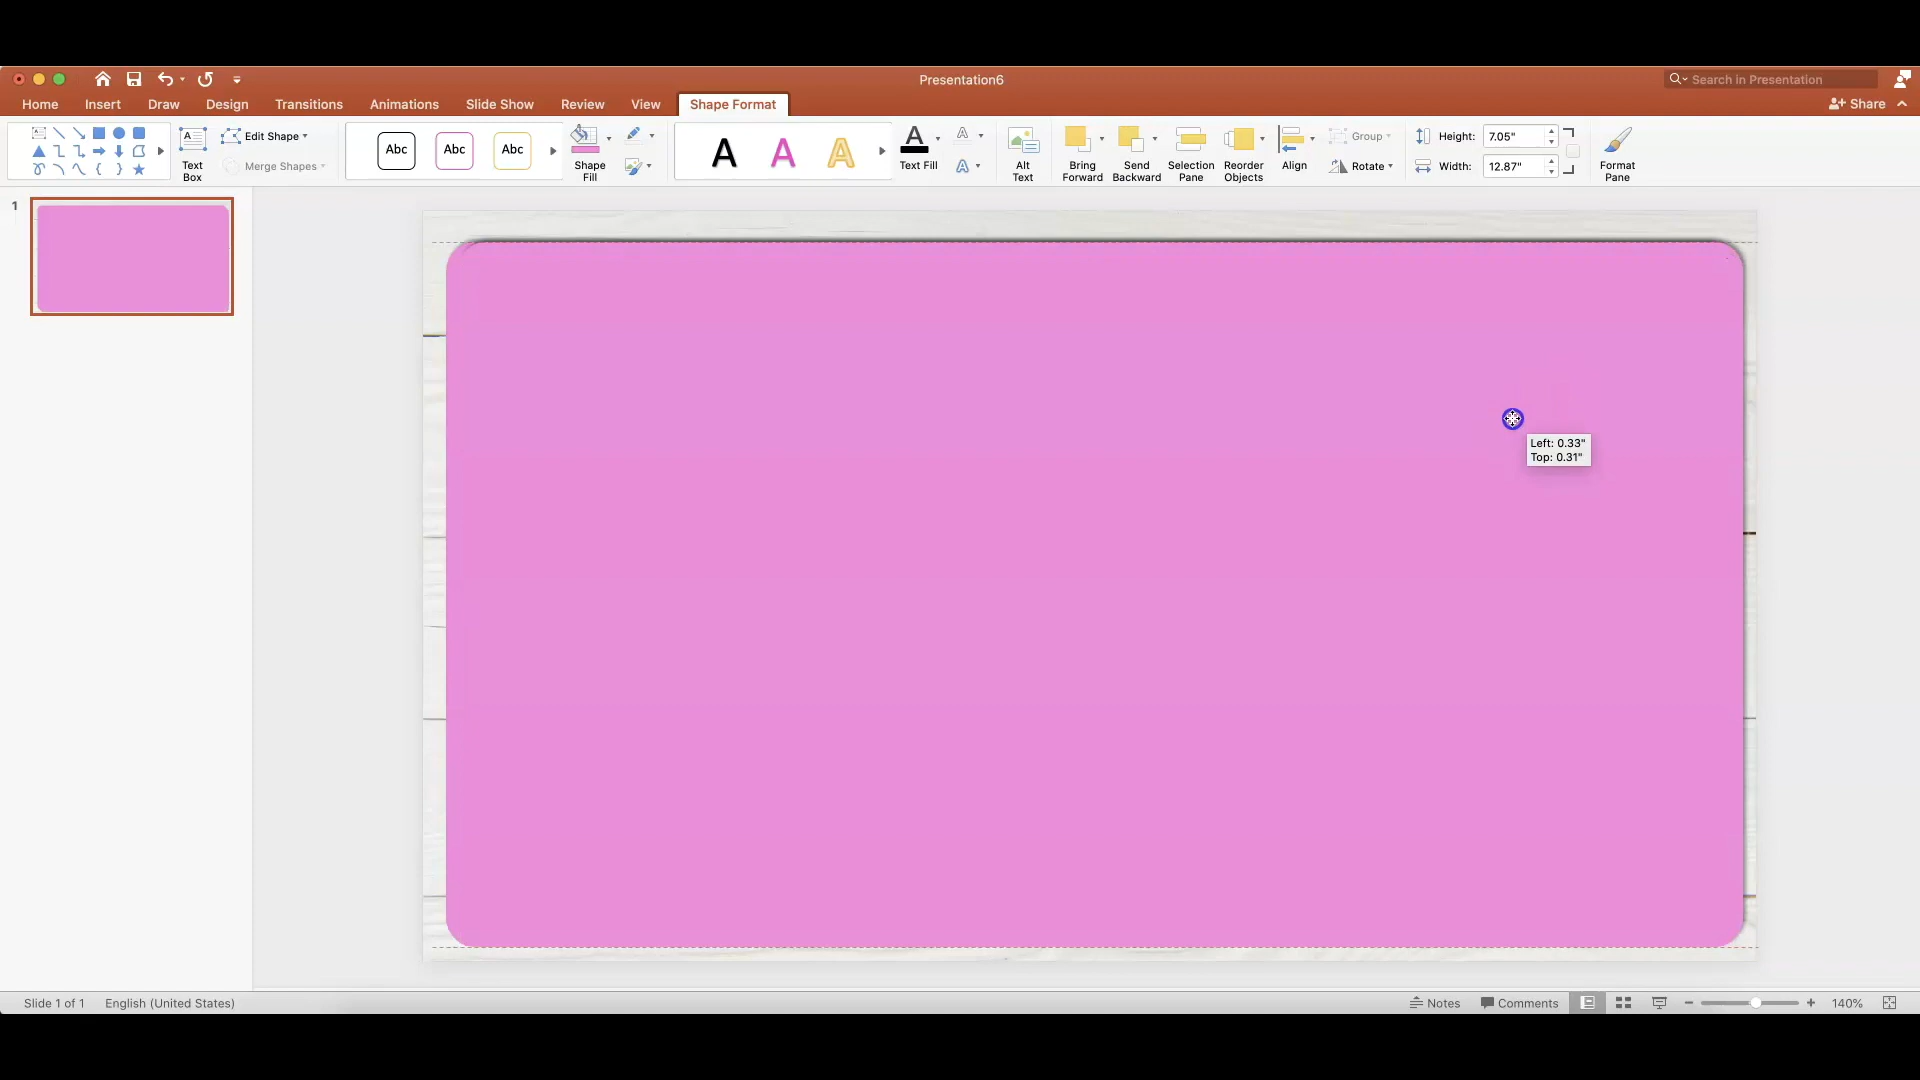 Presentation6
Search in Presentation
Home Insert Draw Design Transitions Animations Slide Show Review View Shape Format Share
A
Text Box
Edit Shape
Merge Shapes
Abc Abc Abc
Shape Fill
A A A
A
Text Fill
A
A
Alt Text
Bring Forward
Send Backward
Selection Pane
Reorder Objects
Align
Group
Rotate
Height: 7.05"
Width: 12.87"
Format Pane
1
Left: 0.33"
Top: 0.31"
Slide 1 of 1 English (United States) Notes Comments 140%